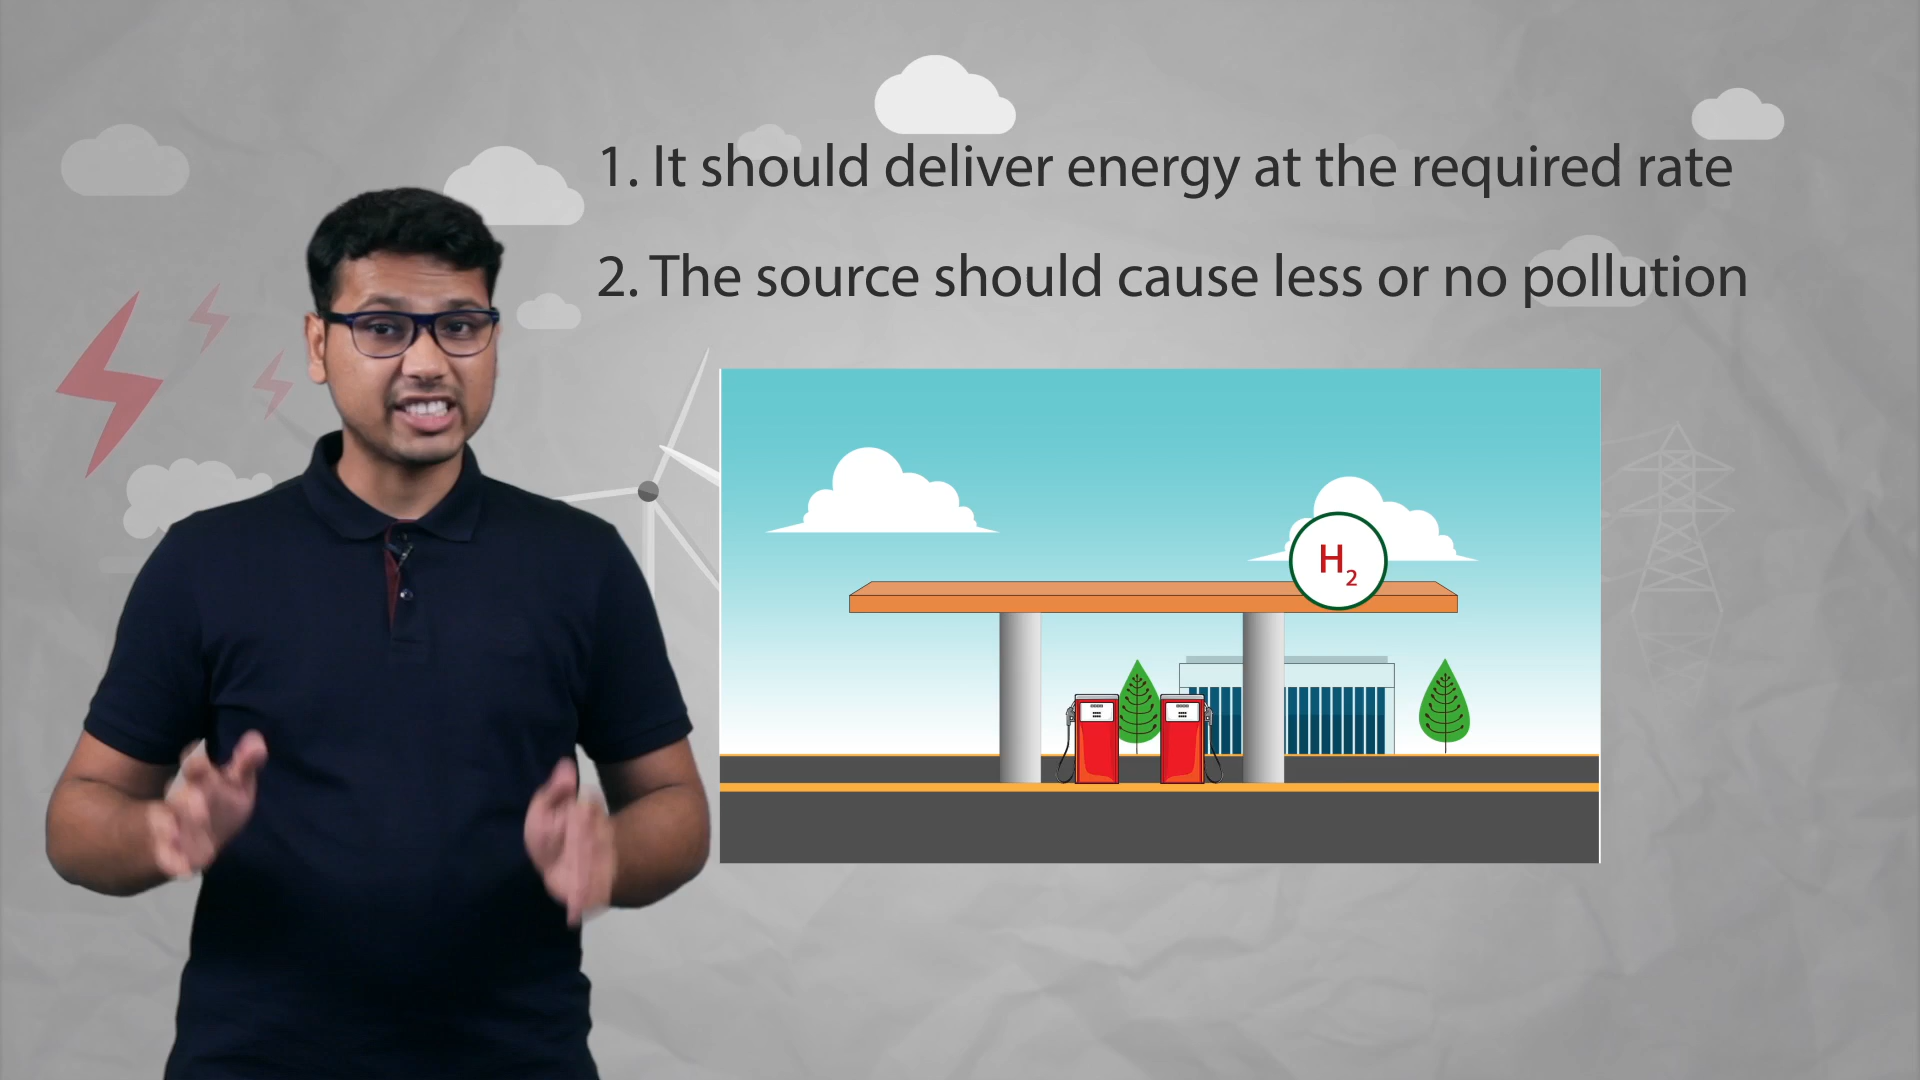 1. It should deliver energy at the required rate
2. The source should cause less or no pollution
H2